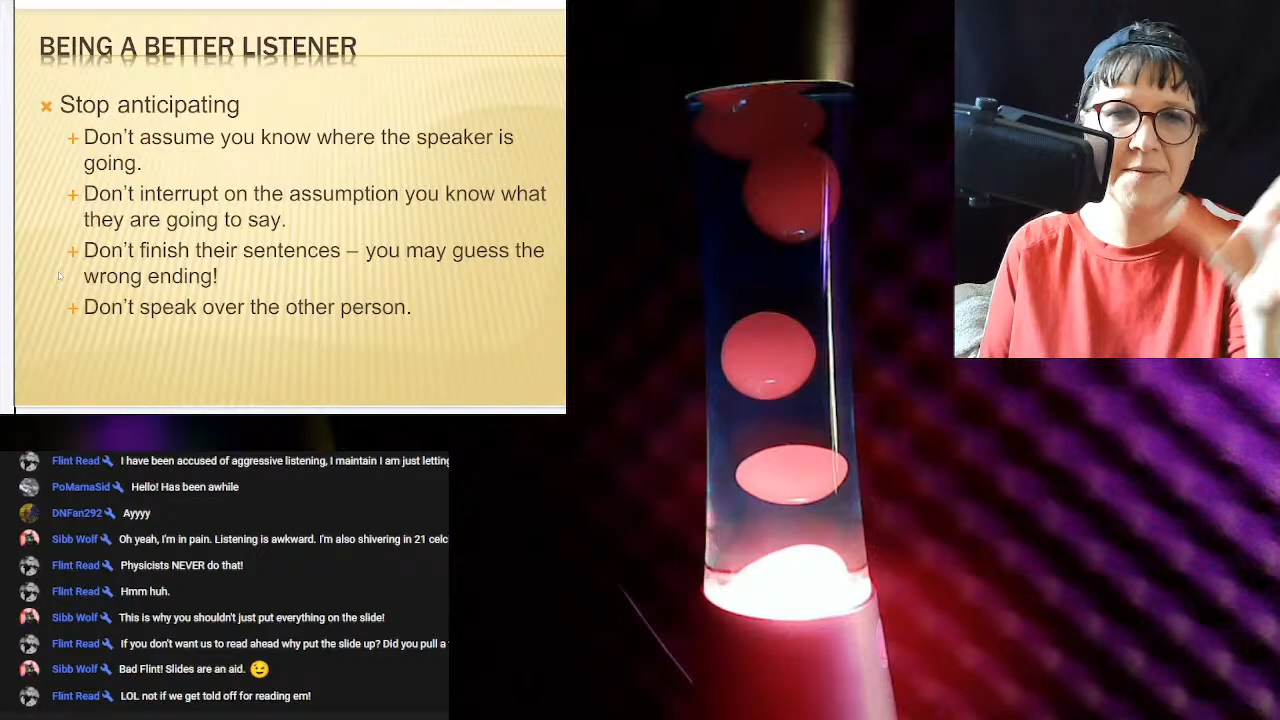 BEING A BETTER LISTENER
Stop anticipating
Don't assume you know where the speaker is
going.
Don't interrupt on the assumption you know what
they are going to say.
Don't finish their sentences – you may guess the
wrong ending!
Don't speak over the other person.
Flint Read I have been accused of aggressive listening, I maintain I am just letting
PoMamaSid Hello! Has been awhile
DNFan292 Ayyyy
Sibb Wolf Oh yeah, I'm in pain. Listening is awkward. I'm also shivering in 21 celc
Flint Read Physicists NEVER do that!
Flint Read Hmm huh.
Sibb Wolf This is why you shouldn't just put everything on the slide!
Flint Read If you don't want us to read ahead why put the slide up? Did you pull a
Sibb Wolf Bad Flint! Slides are an aid. 😉
Flint Read LOL not if we get told off for reading em!